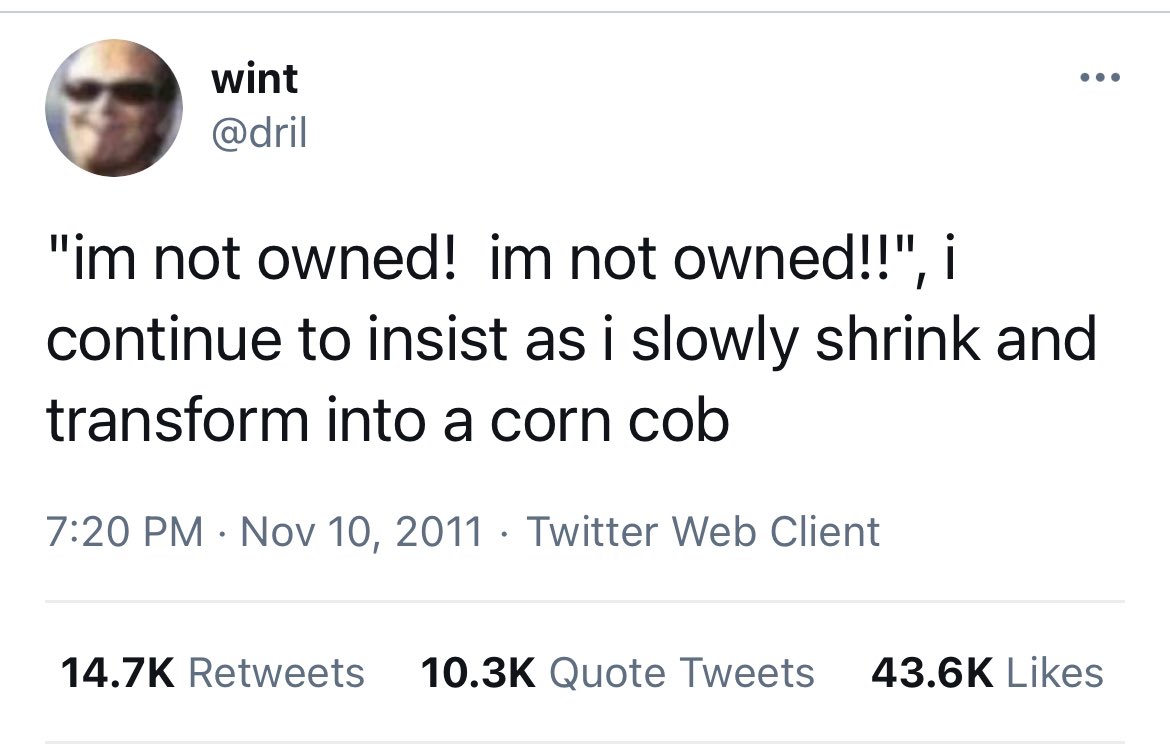 wint
@dril
"im not owned!  im not owned!!", i
continue to insist as i slowly shrink and
transform into a corn cob
7:20 PM · Nov 10, 2011 · Twitter Web Client
14.7K Retweets 10.3K Quote Tweets 43.6K Likes